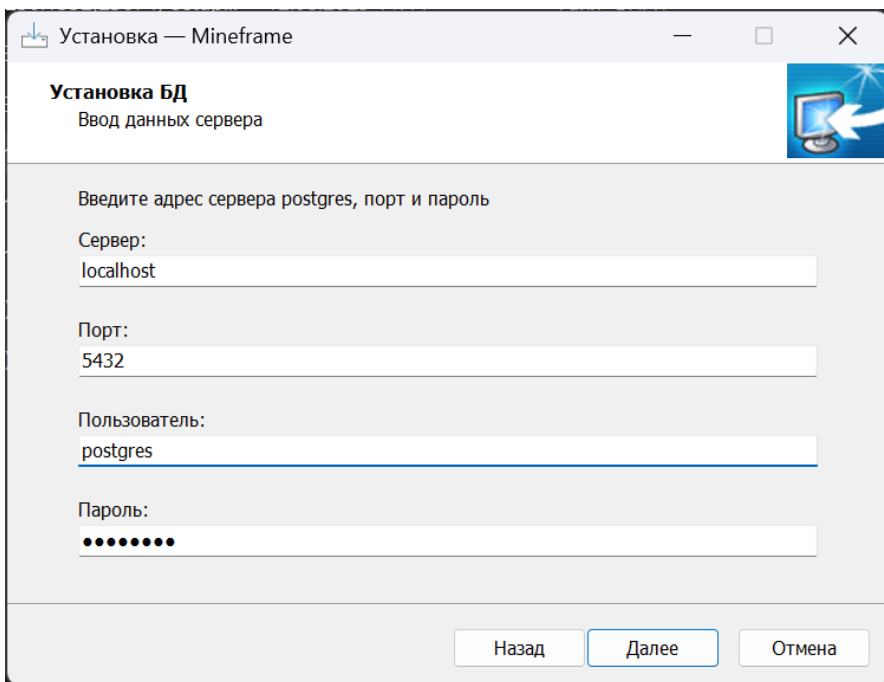 Установка — Mineframe
Установка БД
Ввод данных сервера
Введите адрес сервера postgres, порт и пароль
Сервер:
localhost
Порт:
5432
Пользователь:
postgres
Пароль:
●●●●●●●●
Назад
Далее
Отмена